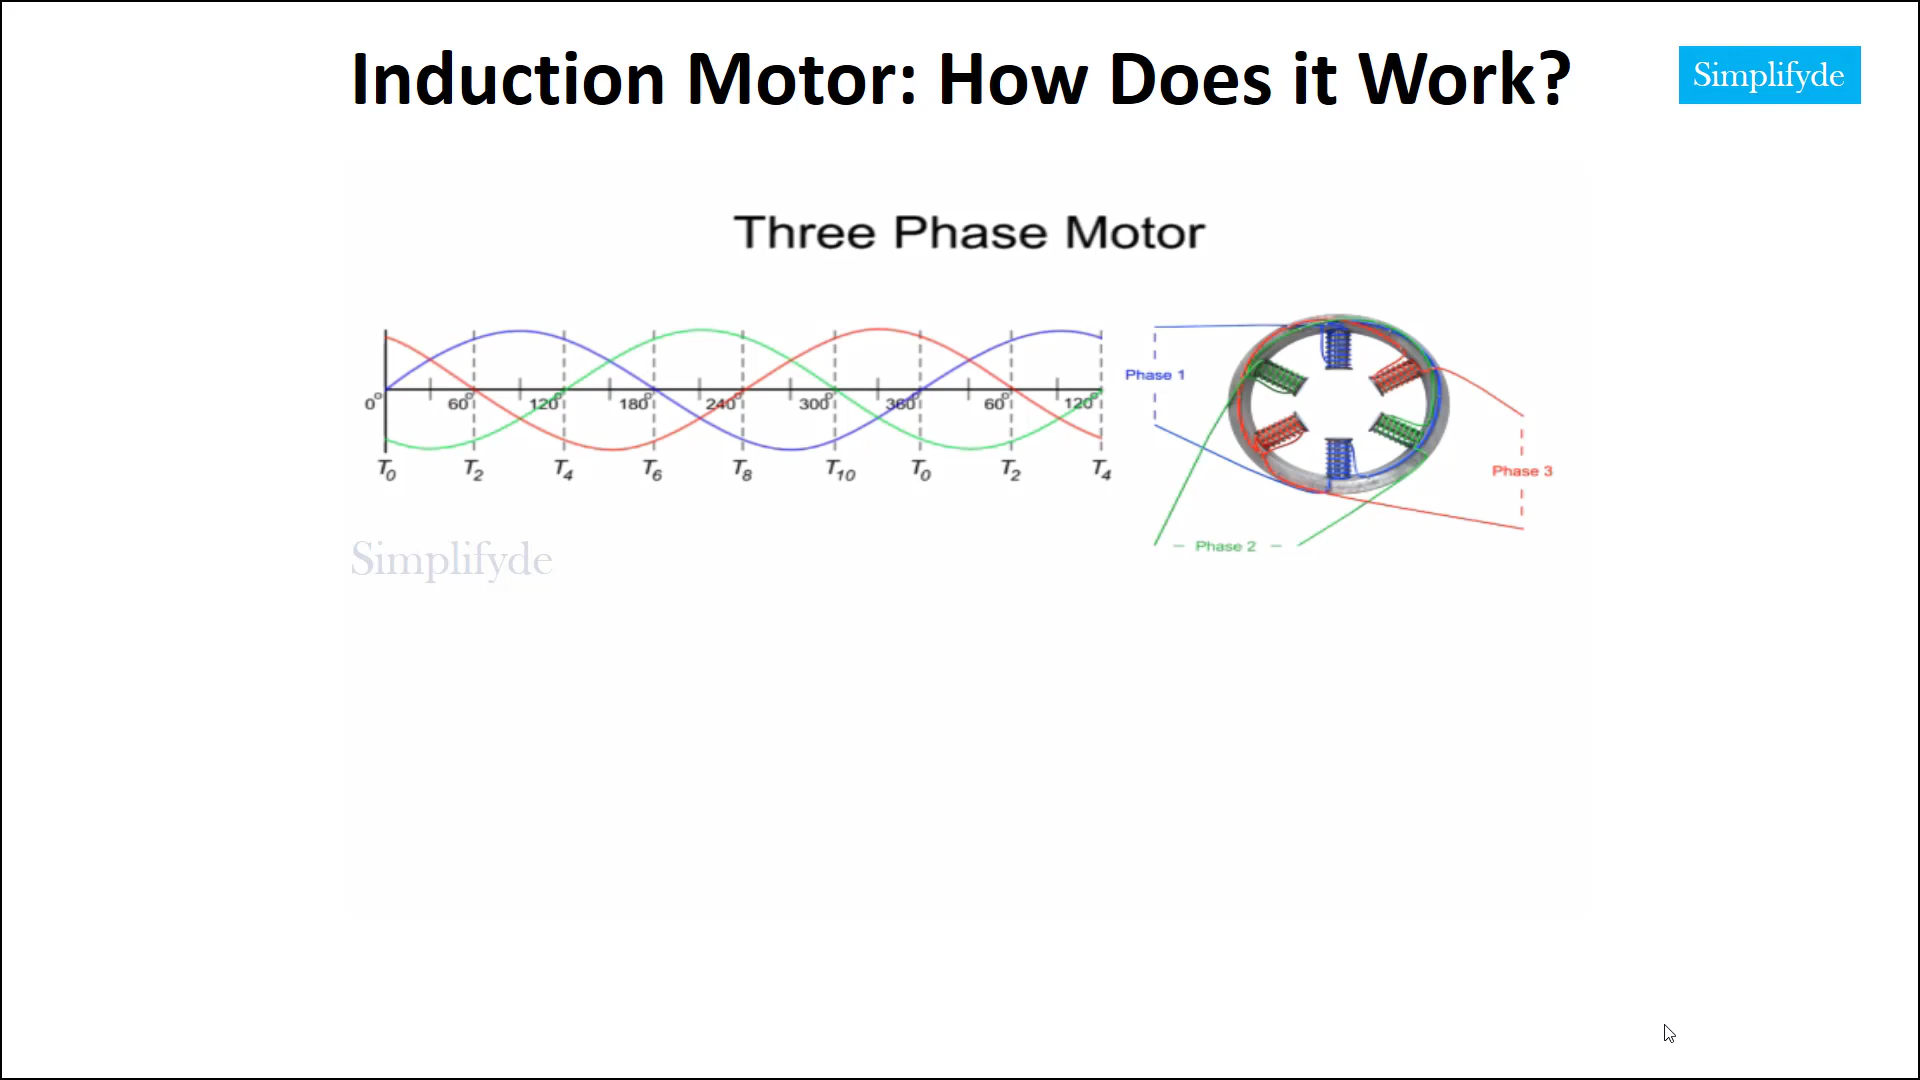 Induction Motor: How Does it Work?
Simplifyde
Three Phase Motor
0° 60° 120° 180° 240° 300° 360° 60° 120°
T0 T2 T4 T6 T8 T10 T0 T2 T4
Phase 1
Phase 3
Phase 2
Simplifyde